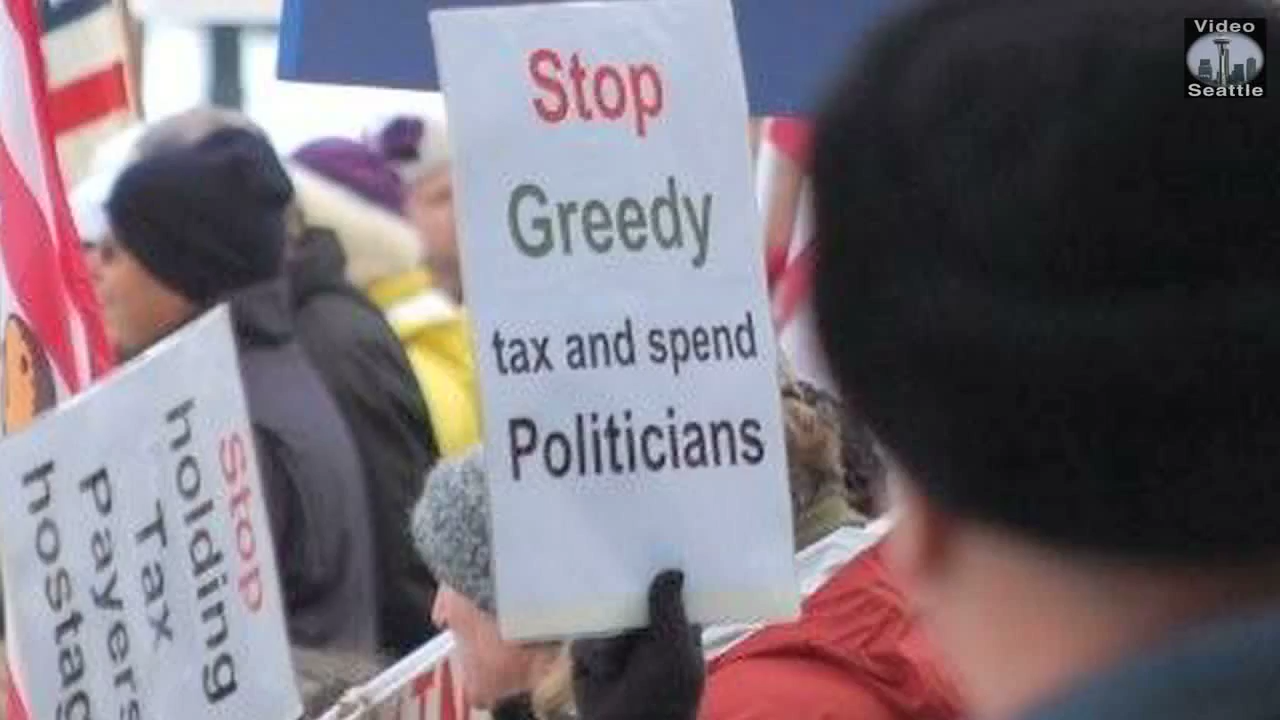 Video
Seattle
Stop
Greedy
tax and spend
Politicians
Stop
holding
Tax
Payers